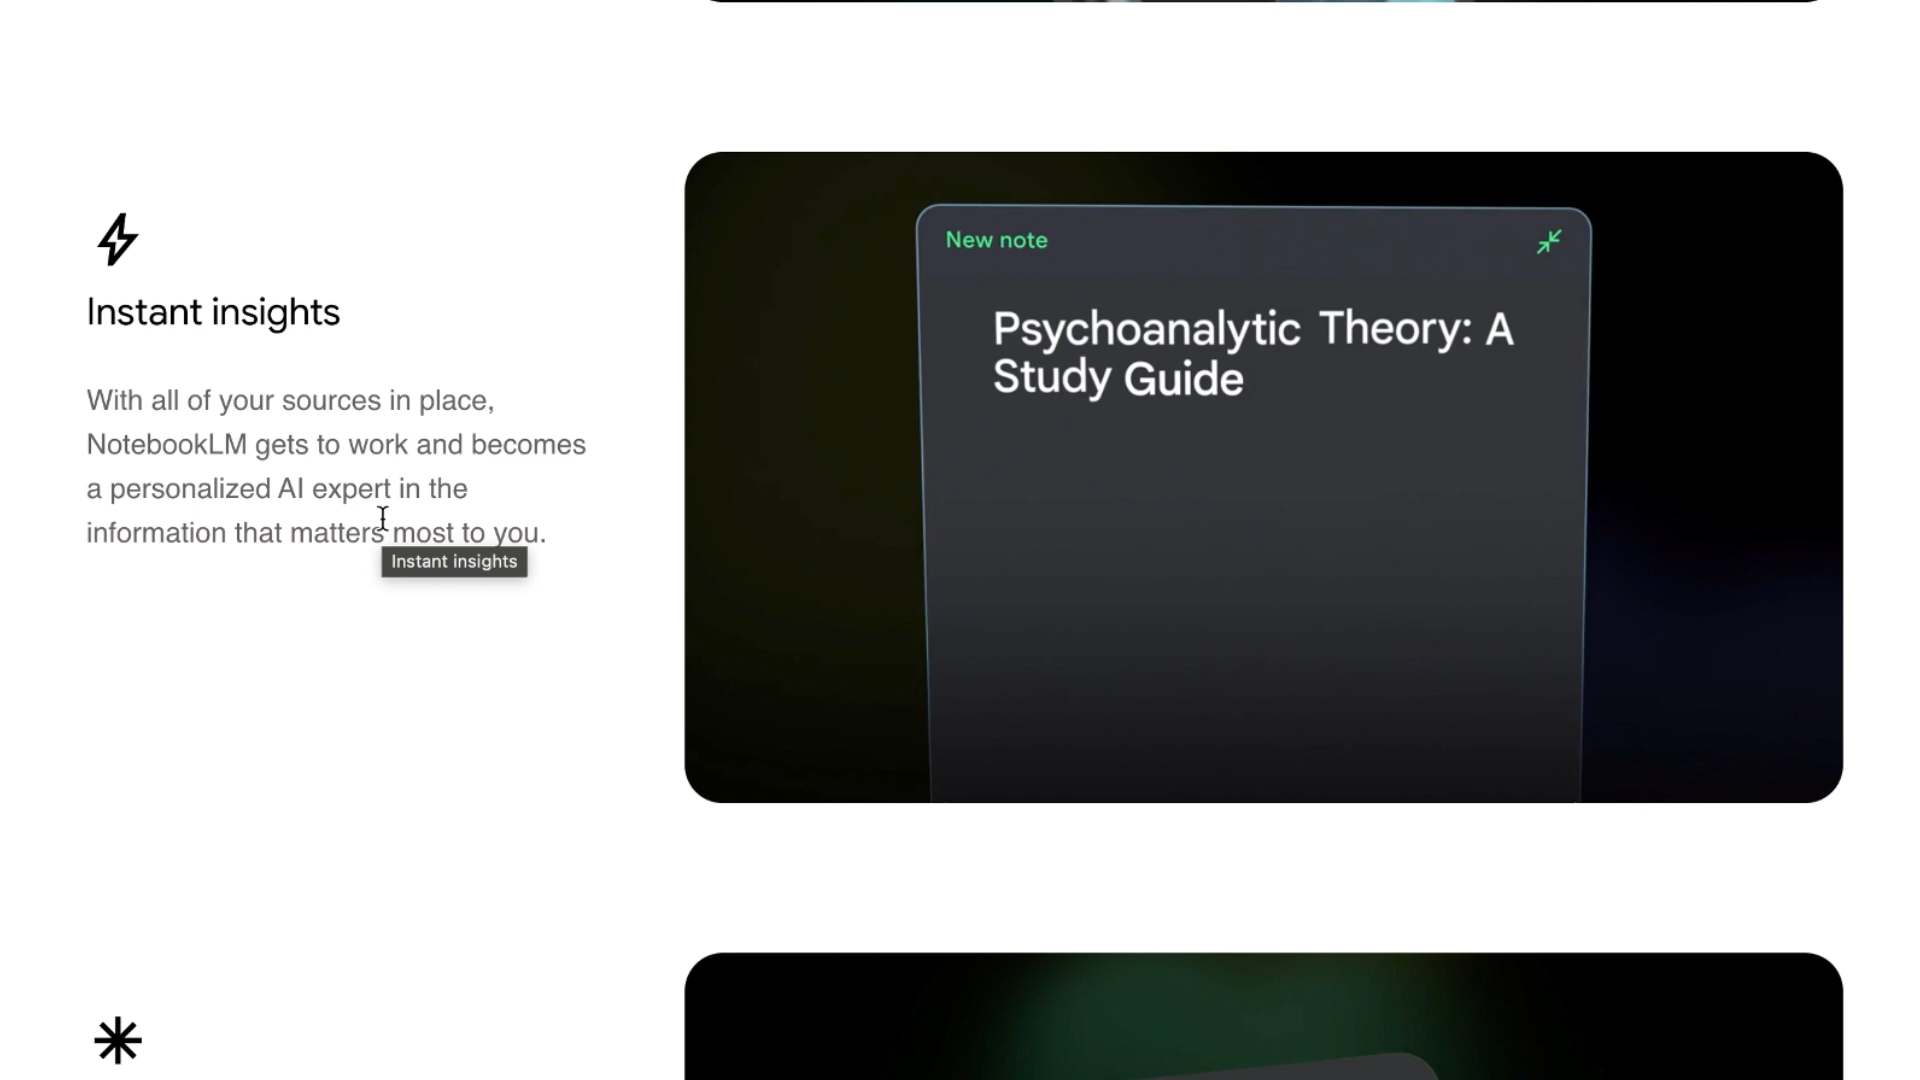 Instant insights
With all of your sources in place,
NotebookLM gets to work and becomes
a personalized AI expert in the
information that matters most to you.
Instant insights
New note
Psychoanalytic Theory: A
Study Guide